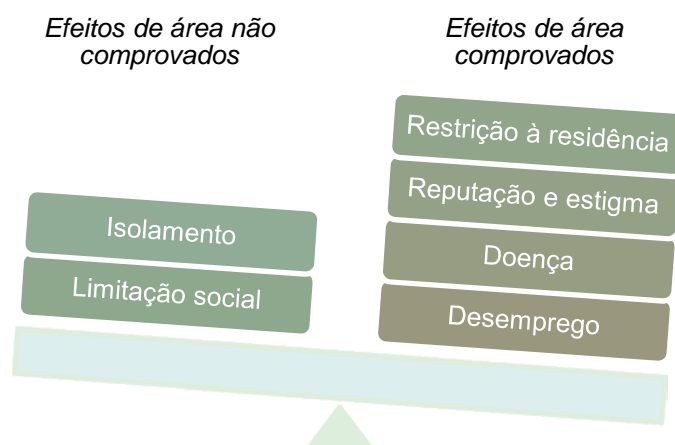 Efeitos de área não
comprovados
Efeitos de área
comprovados
Isolamento
Limitação social
Restrição à residência
Reputação e estigma
Doença
Desemprego